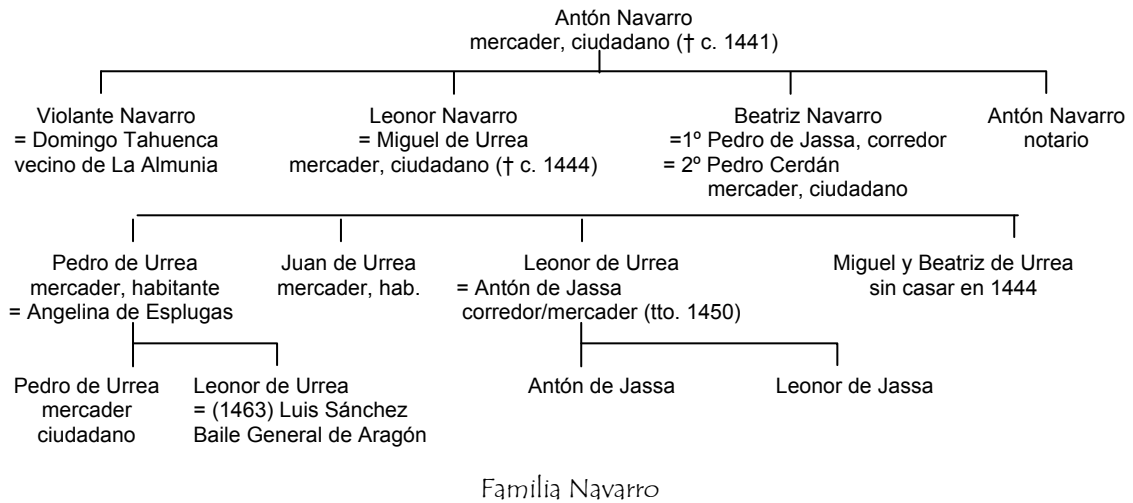 Antón Navarro
mercader, ciudadano († c. 1441)
Violante Navarro
= Domingo Tahuenca
vecino de La Almunia
Leonor Navarro
= Miguel de Urrea
mercader, ciudadano († c. 1444)
Beatriz Navarro
=1º Pedro de Jassa, corredor
= 2º Pedro Cerdán
mercader, ciudadano
Antón Navarro
notario
Pedro de Urrea
mercader, habitante
= Angelina de Esplugas
Juan de Urrea
mercader, hab.
Leonor de Urrea
= Antón de Jassa
corredor/mercader (tto. 1450)
Miguel y Beatriz de Urrea
sin casar en 1444
Pedro de Urrea
mercader
ciudadano
Leonor de Urrea
= (1463) Luis Sánchez
Baile General de Aragón
Antón de Jassa
Leonor de Jassa
Familia Navarro